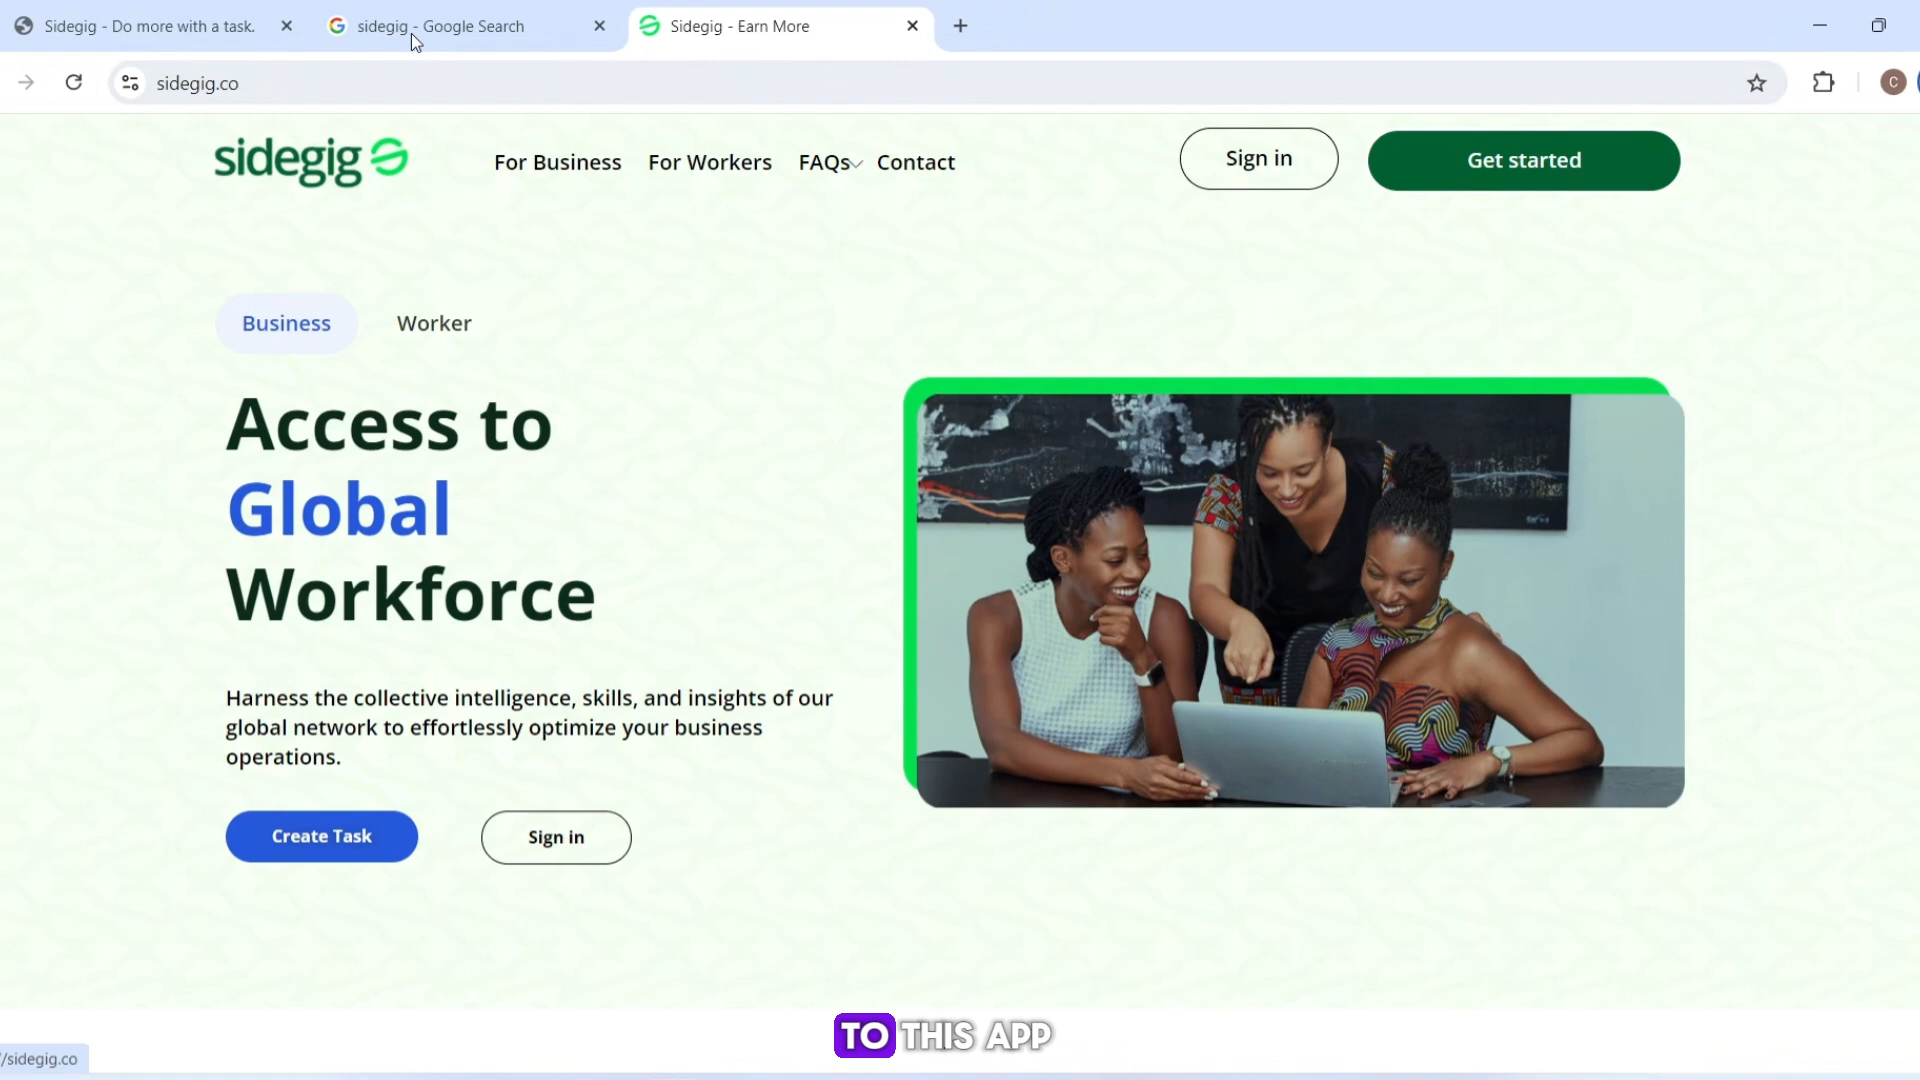 Sidegig - Do more with a task.
sidegig - Google Search
Sidegig - Earn More
sidegig.co
C
sidegig
For Business
For Workers
FAQs
Contact
Sign in
Get started
Business
Worker
Access to
Global
Workforce
Harness the collective intelligence, skills, and insights of our
global network to effortlessly optimize your business
operations.
Create Task
Sign in
TO THIS APP
/sidegig.co